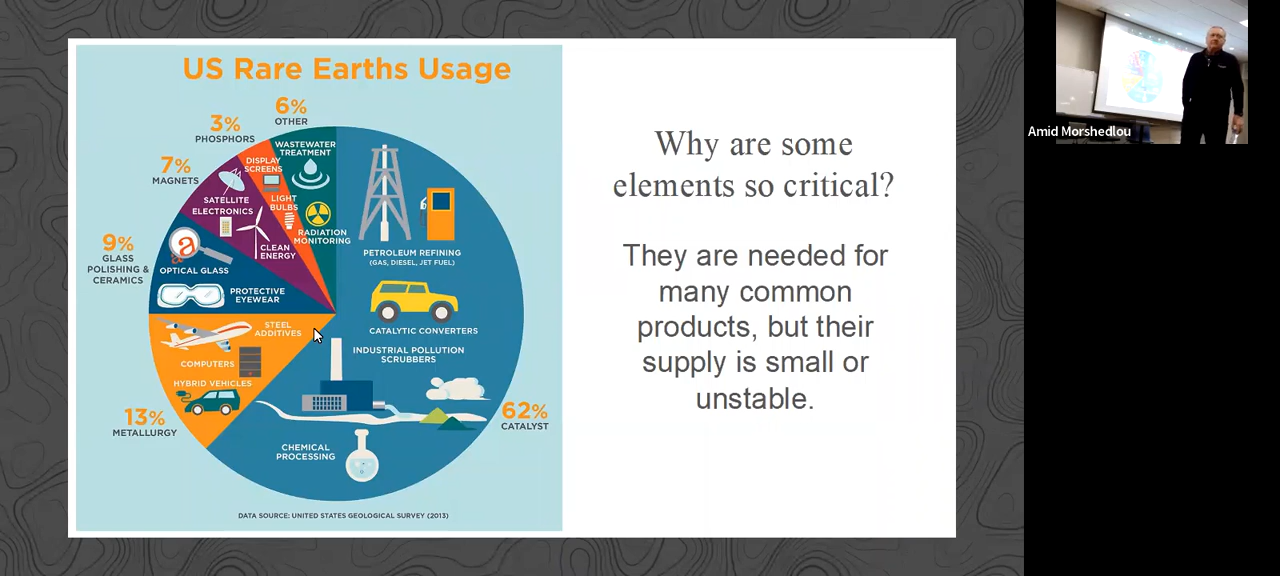 US Rare Earths Usage
6%
OTHER
3%
PHOSPHORS
7%
MAGNETS
9%
GLASS
POLISHING &
CERAMICS
13%
METALLURGY
62%
CATALYST
WASTEWATER
TREATMENT
RADIATION
MONITORING
DISPLAY
SCREENS
LIGHT
BULBS
SATELLITE
ELECTRONICS
CLEAN
ENERGY
OPTICAL GLASS
PROTECTIVE
EYEWEAR
STEEL
ADDITIVES
COMPUTERS
HYBRID VEHICLES
PETROLEUM REFINING
(GAS, DIESEL, JET FUEL)
CATALYTIC CONVERTERS
INDUSTRIAL POLLUTION
SCRUBBERS
CHEMICAL
PROCESSING
a
DATA SOURCE: UNITED STATES GEOLOGICAL SURVEY (2013)
Why are some
elements so critical?
They are needed for
many common
products, but their
supply is small or
unstable.
Amid Morshedlou